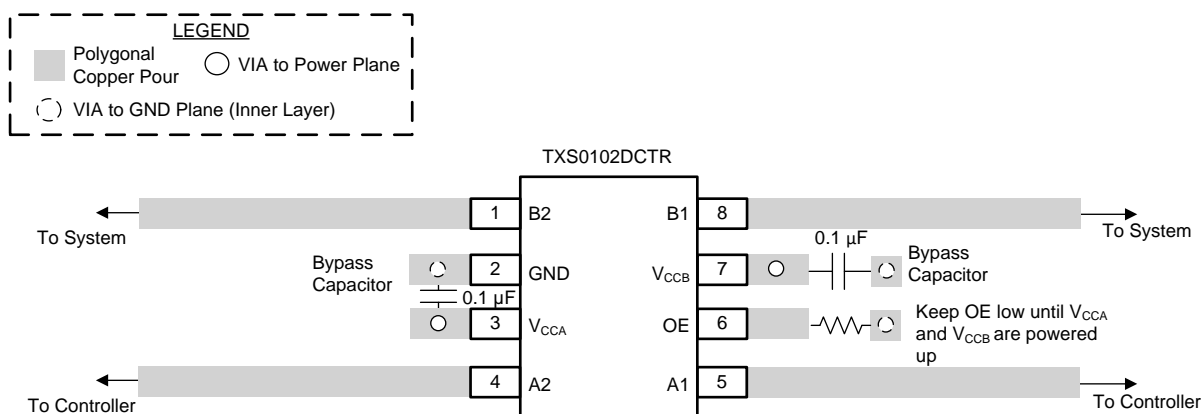 LEGEND
Polygonal
Copper Pour
VIA to Power Plane
VIA to GND Plane (Inner Layer)
TXS0102DCTR
1 B2
B1 8
To System
To System
Bypass
Capacitor
2 GND
0.1 µF
3 VCCA
VCCB 7
0.1 µF
Bypass
Capacitor
OE 6
Keep OE low until VCCA
and VCCB are powered
up
4 A2
A1 5
To Controller
To Controller